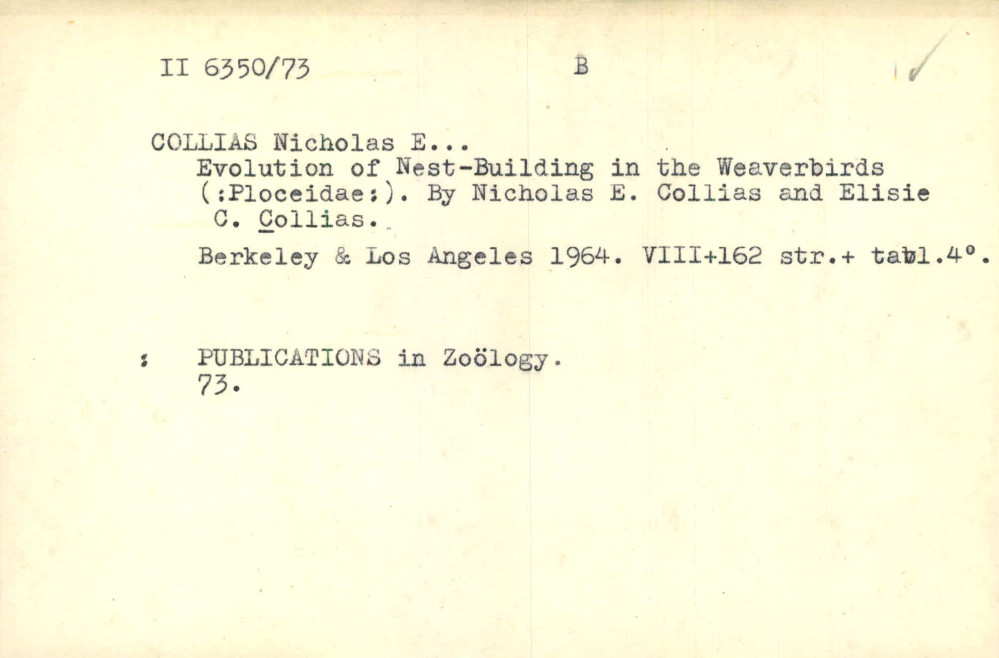 II 6350/73 B
COLLIAS Nicholas E...
Evolution of Nest-Building in the Weaverbirds
(:Ploceidae:). By Nicholas E. Collias and Elisie
C. Collias.
Berkeley & Los Angeles 1964. VIII+162 str.+ tabl.4°.
: PUBLICATIONS in Zoölogy.
73.